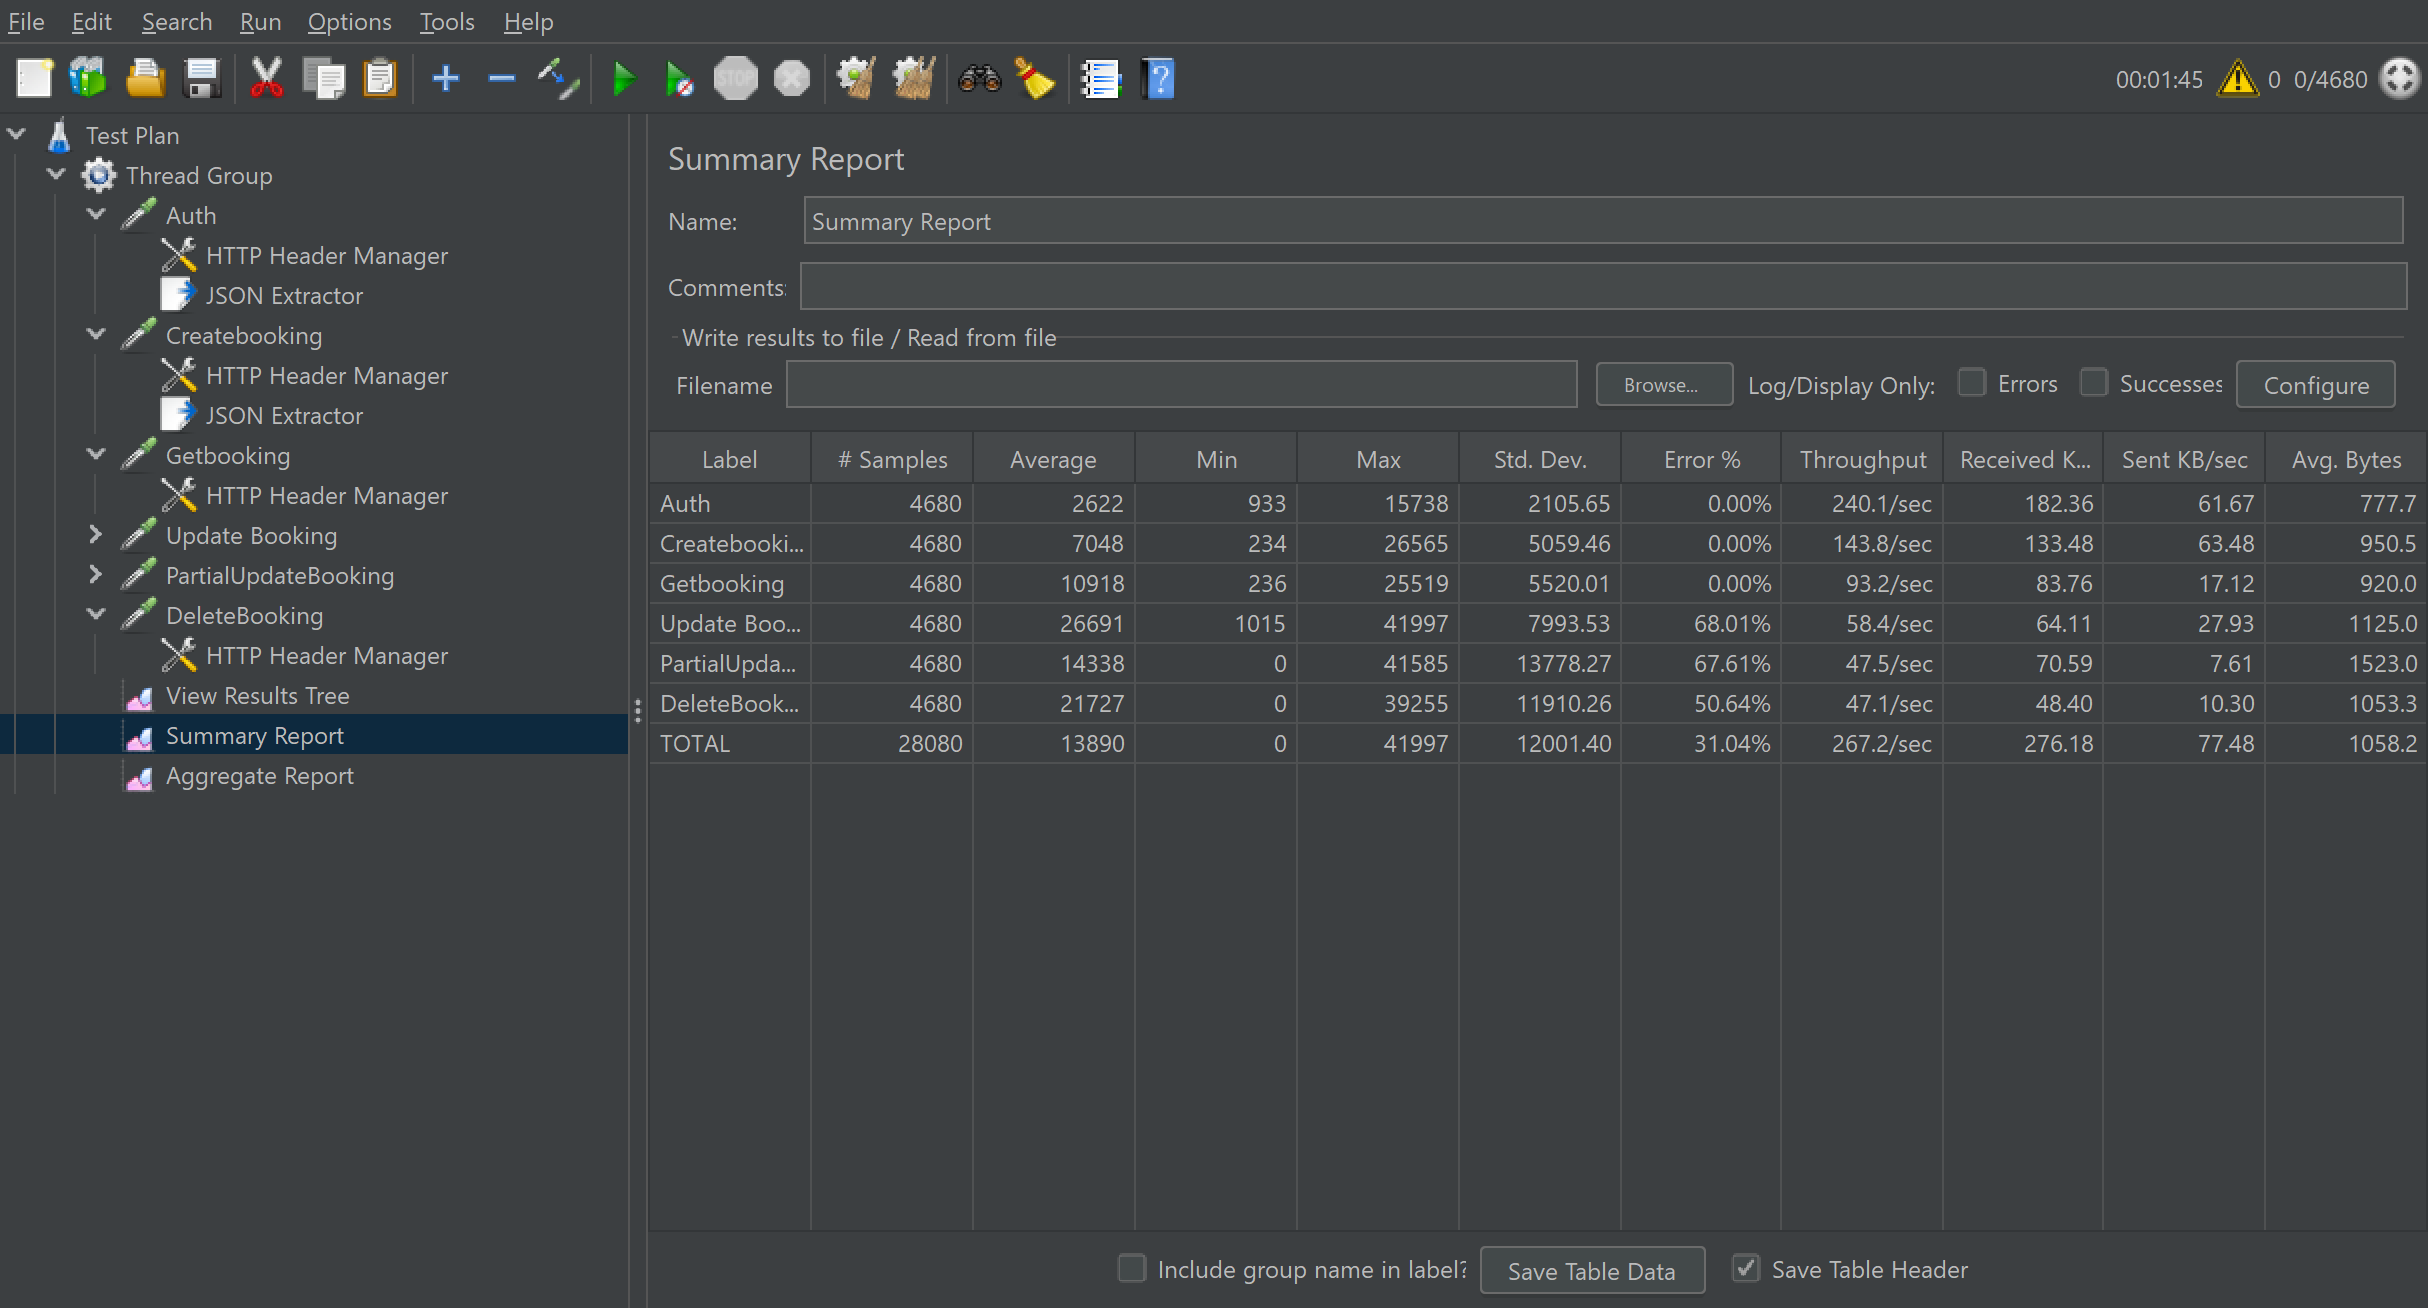 File Edit Search Run Options Tools Help
STOP
00:01:45 0 0/4680
Test Plan
Thread Group
Auth
HTTP Header Manager
JSON Extractor
Createbooking
HTTP Header Manager
JSON Extractor
Getbooking
HTTP Header Manager
Update Booking
PartialUpdateBooking
DeleteBooking
HTTP Header Manager
View Results Tree
Summary Report
Aggregate Report
Summary Report
Name: Summary Report
Comments:
Write results to file / Read from file
Filename Browse... Log/Display Only: Errors Successes Configure
Label # Samples Average Min Max Std. Dev. Error % Throughput Received K... Sent KB/sec Avg. Bytes
Auth 4680 2622 933 15738 2105.65 0.00% 240.1/sec 182.36 61.67 777.7
Createbooki... 4680 7048 234 26565 5059.46 0.00% 143.8/sec 133.48 63.48 950.5
Getbooking 4680 10918 236 25519 5520.01 0.00% 93.2/sec 83.76 17.12 920.0
Update Boo... 4680 26691 1015 41997 7993.53 68.01% 58.4/sec 64.11 27.93 1125.0
PartialUpda... 4680 14338 0 41585 13778.27 67.61% 47.5/sec 70.59 7.61 1523.0
DeleteBook... 4680 21727 0 39255 11910.26 50.64% 47.1/sec 48.40 10.30 1053.3
TOTAL 28080 13890 0 41997 12001.40 31.04% 267.2/sec 276.18 77.48 1058.2
Include group name in label? Save Table Data Save Table Header